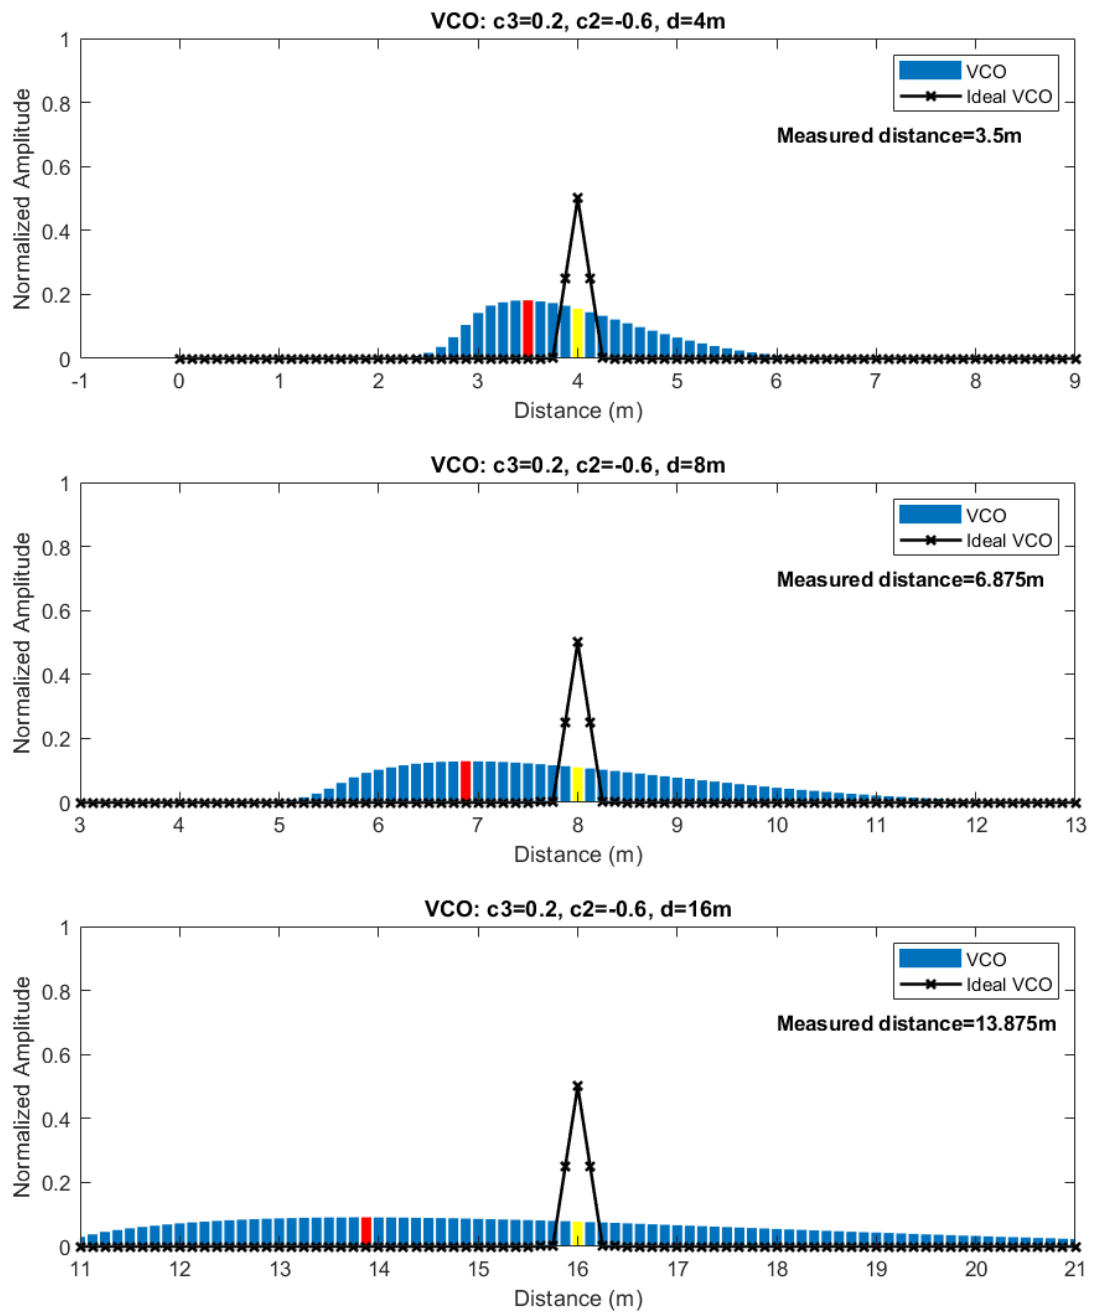 VCO: c3=0.2, c2=-0.6, d=4m
1
0.8
0.6
0.4
0.2
0
Normalized Amplitude
VCO
Ideal VCO
Measured distance=3.5m
-1 0 1 2 3 4 5 6 7 8 9
Distance (m)
VCO: c3=0.2, c2=-0.6, d=8m
1
0.8
0.6
0.4
0.2
0
Normalized Amplitude
VCO
Ideal VCO
Measured distance=6.875m
3 4 5 6 7 8 9 10 11 12 13
Distance (m)
VCO: c3=0.2, c2=-0.6, d=16m
1
0.8
0.6
0.4
0.2
0
Normalized Amplitude
VCO
Ideal VCO
Measured distance=13.875m
11 12 13 14 15 16 17 18 19 20 21
Distance (m)